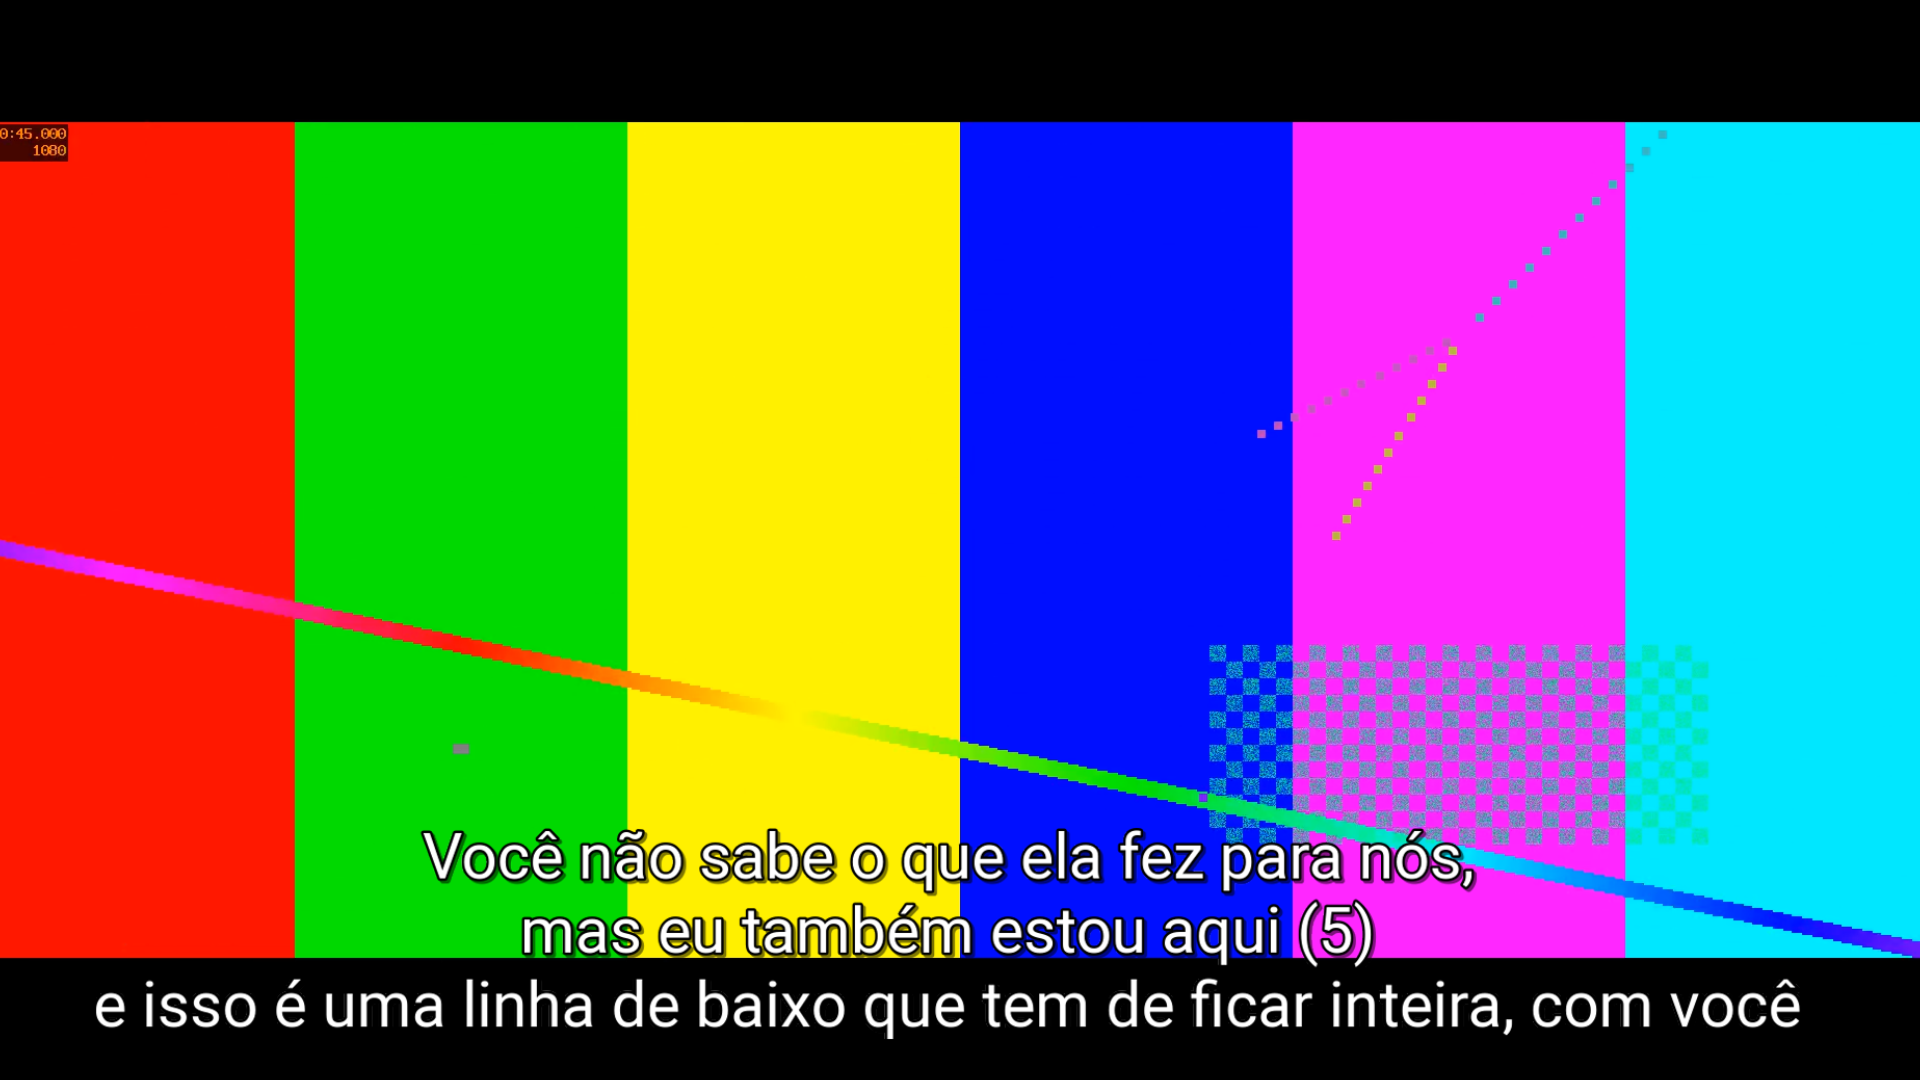 0:45.000
1080
Você não sabe o que ela fez para nós,
mas eu também estou aqui (5)
e isso é uma linha de baixo que tem de ficar inteira, com você